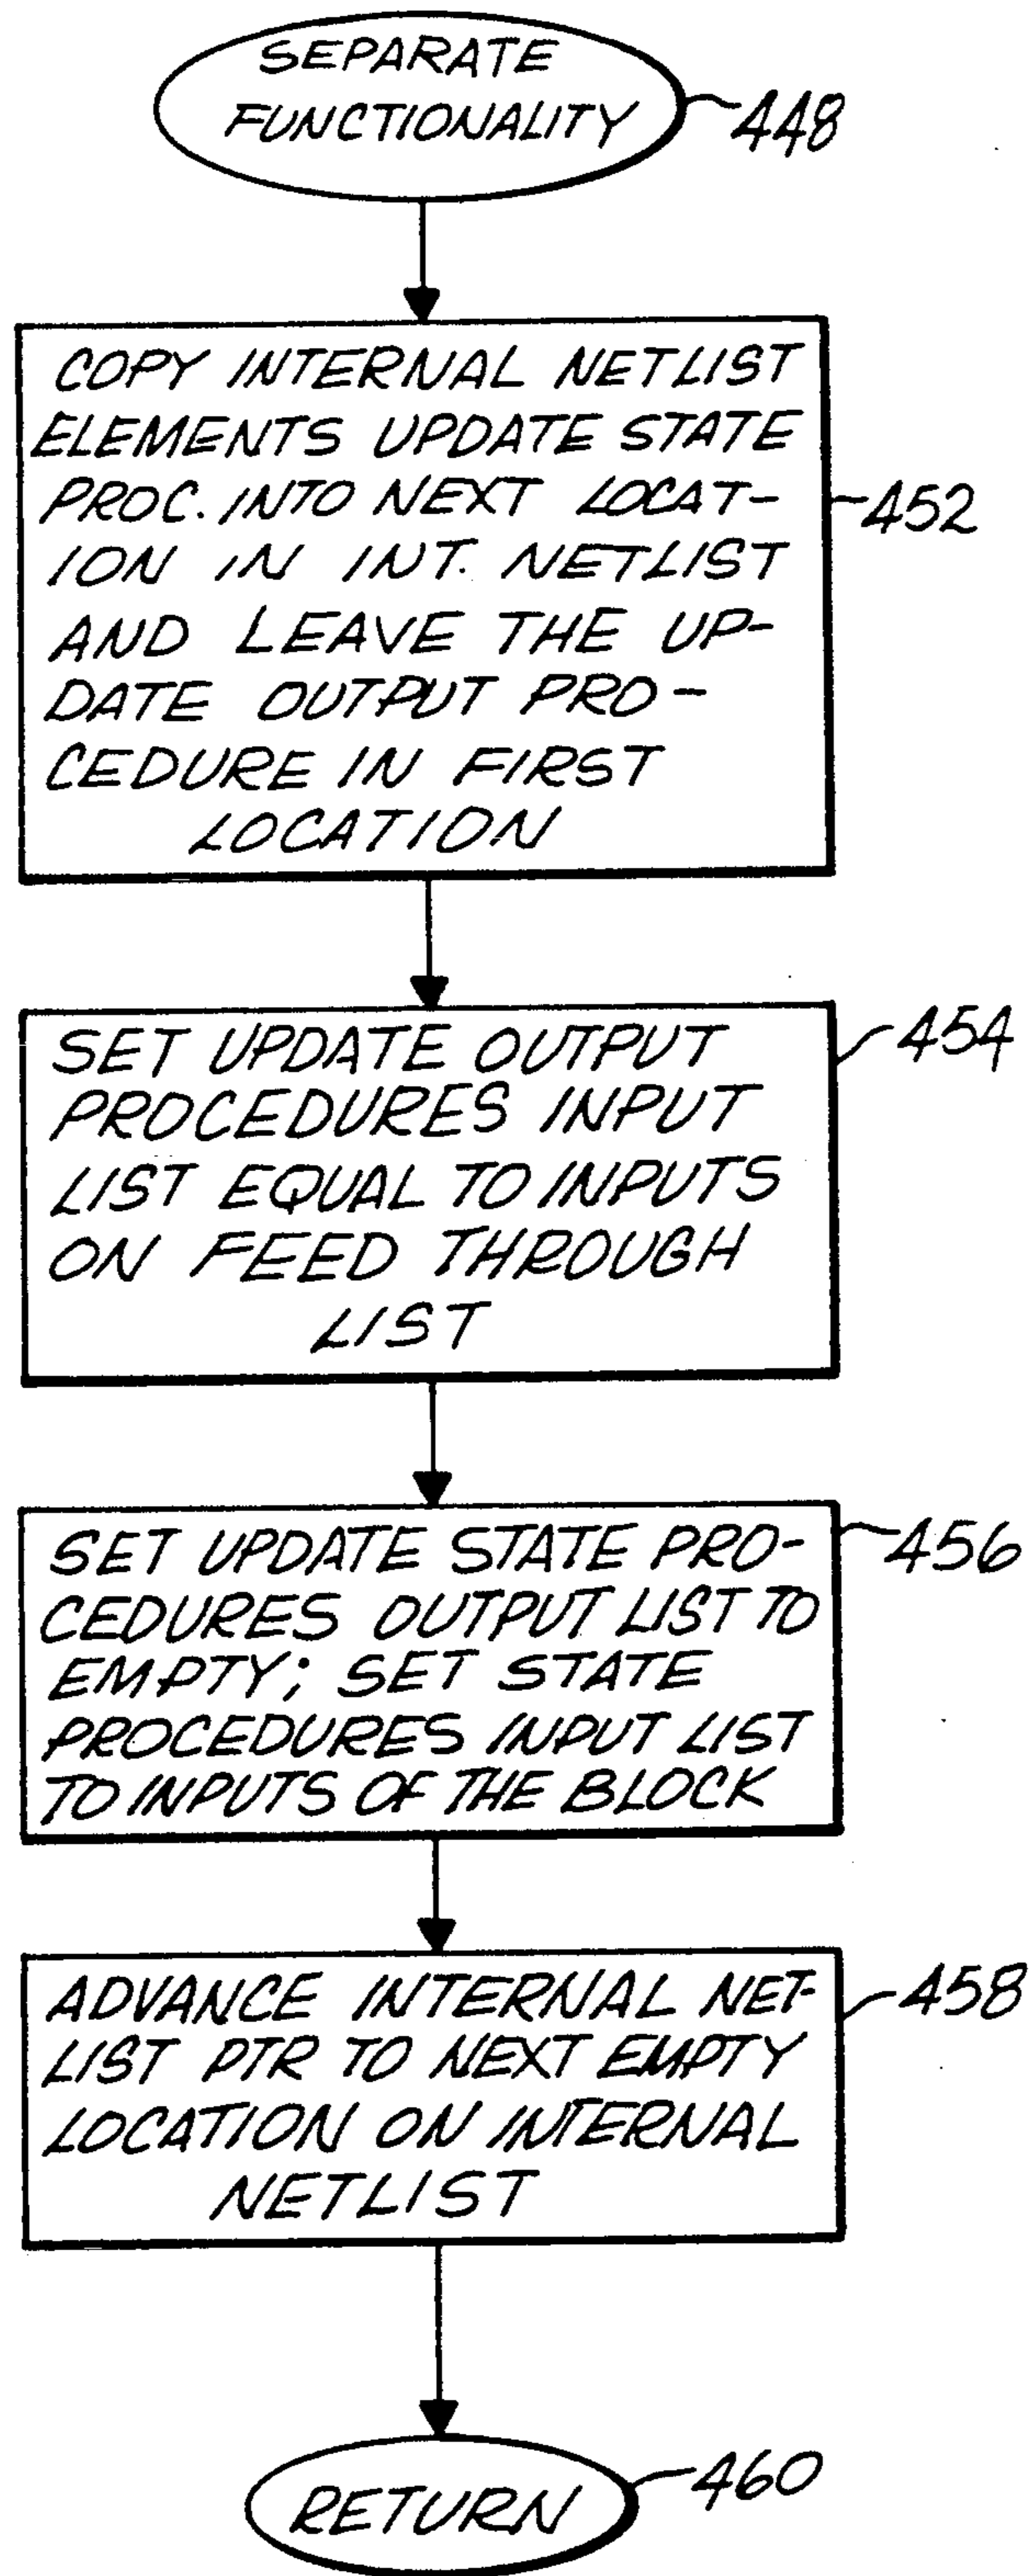 SEPARATE
FUNCTIONALITY
448
COPY INTERNAL NETLIST
ELEMENTS UPDATE STATE
PROC. INTO NEXT LOCAT-
ION IN INT. NETLIST
AND LEAVE THE UP-
DATE OUTPUT PRO-
CEDURE IN FIRST
LOCATION
452
SET UPDATE OUTPUT
PROCEDURES INPUT
LIST EQUAL TO INPUTS
ON FEED THROUGH
LIST
454
SET UPDATE STATE PRO-
CEDURES OUTPUT LIST TO
EMPTY; SET STATE
PROCEDURES INPUT LIST
TO INPUTS OF THE BLOCK
456
ADVANCE INTERNAL NET-
LIST PTR TO NEXT EMPTY
LOCATION ON INTERNAL
NETLIST
458
RETURN
460